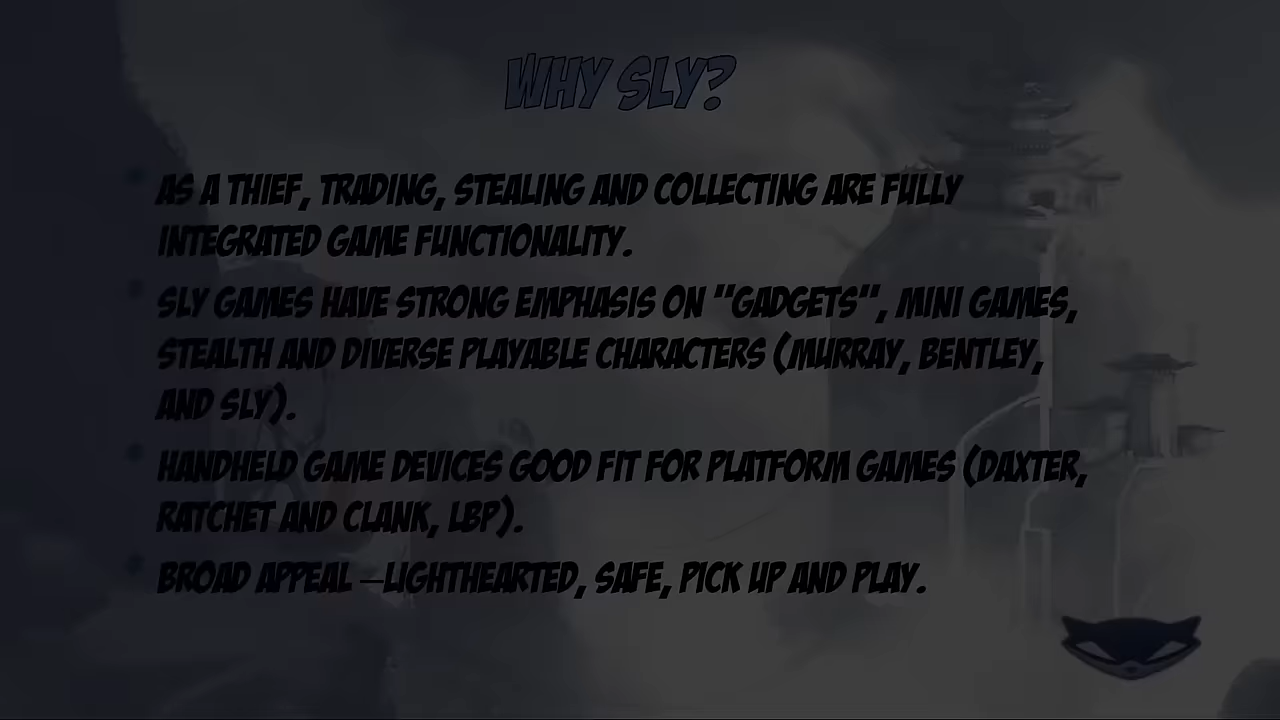 WHY SLY?
AS A THIEF, TRADING, STEALING AND COLLECTING ARE FULLY
INTEGRATED GAME FUNCTIONALITY.
SLY GAMES HAVE STRONG EMPHASIS ON "GADGETS", MINI GAMES,
STEALTH AND DIVERSE PLAYABLE CHARACTERS (MURRAY, BENTLEY,
AND SLY).
HANDHELD GAME DEVICES GOOD FIT FOR PLATFORM GAMES (DAXTER,
RATCHET AND CLANK, LBP).
BROAD APPEAL –LIGHTHEARTED, SAFE, PICK UP AND PLAY.